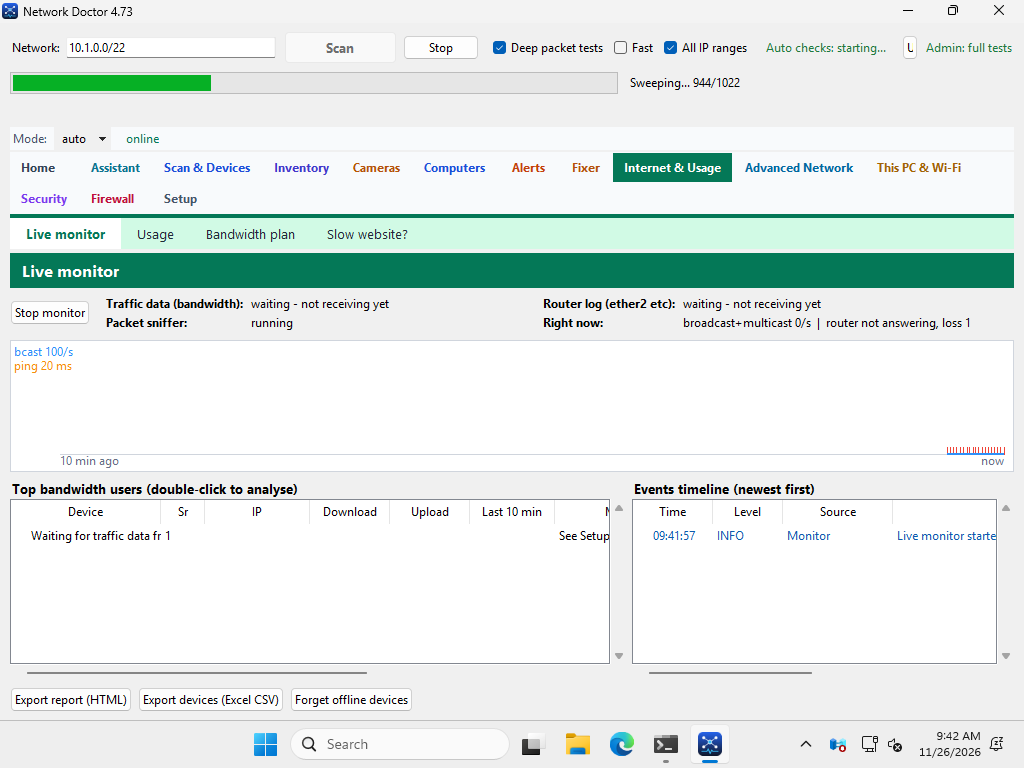 Network Doctor 4.73
Network: 10.1.0.0/22 Scan Stop Deep packet tests Fast All IP ranges Auto checks: starting... Admin: full tests
Sweeping... 944/1022
Mode: auto online
Home Assistant Scan & Devices Inventory Cameras Computers Alerts Fixer Internet & Usage Advanced Network This PC & Wi-Fi
Security Firewall Setup
Live monitor Usage Bandwidth plan Slow website?
Live monitor
Stop monitor Traffic data (bandwidth): waiting - not receiving yet Router log (ether2 etc): waiting - not receiving yet
Packet sniffer: running Right now: broadcast+multicast 0/s | router not answering, loss 1
bcast 100/s
ping 20 ms
10 min ago now
Top bandwidth users (double-click to analyse) Events timeline (newest first)
Device Sr IP Download Upload Last 10 min Time Level Source
Waiting for traffic data fr 1 See Setup 09:41:57 INFO Monitor Live monitor starte
Export report (HTML) Export devices (Excel CSV) Forget offline devices
Search 9:42 AM
11/26/2026